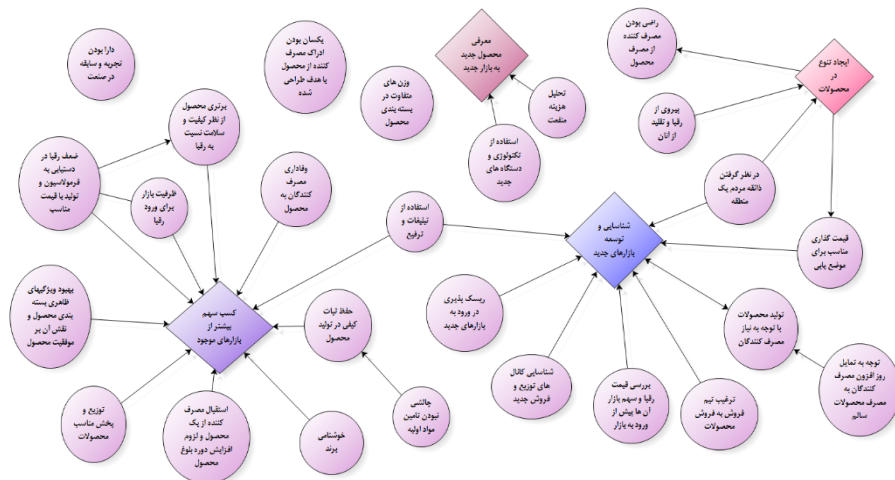 دارا بودن
تجربه و سابقه
در صنعت
یکسان بودن
ادراک مصرف
کننده از محصول
با هدف طراحی
شده
معرفی
محصول جدید
به بازار جدید
راضی بودن
مصرف کننده
از مصرف
محصول
ایجاد تنوع
در
محصولات
وزن های
متفاوت در
بسته بندی
محصول
تحلیل
هزینه
منفعت
استفاده از
تکنولوژی و
دستگاه های
جدید
پیروی از
رقبا و تقلید
از آنان
برتری محصول
از نظر کیفیت و
سلامت نسبت
به رقبا
ضعف رقبا در
دستیابی به
فرمولاسیون و
تولید با قیمت
مناسب
ظرفیت بازار
برای ورود
رقبا
وفاداری
مصرف
کنندگان به
محصول
استفاده از
تبلیغات و
ترفیع
در نظر گرفتن
ذائقه مردم یک
منطقه
شناسایی و
توسعه
بازارهای جدید
قیمت گذاری
مناسب برای
موضع یابی
بهبود ویژگیهای
ظاهری بسته
بندی محصول و
نقش آن بر
موفقیت محصول
کسب سهم
بیشتر از
بازارهای موجود
حفظ ثبات
کیفی در تولید
محصول
ریسک پذیری
در ورود به
بازارهای جدید
تولید محصولات
با توجه به نیاز
مصرف کنندگان
توزیع و
پخش مناسب
محصولات
استقبال مصرف
کننده از یک
محصول و لزوم
افزایش دوره بلوغ
محصول
خوشنامی
برند
چالشی
نبودن تامین
مواد اولیه
شناسایی کانال
های توزیع و
فروش جدید
بررسی قیمت
رقبا و سهم بازار
آن ها پیش از
ورود به بازار
ترغیب تیم
فروش به فروش
محصولات
توجه به تمایل
روز افزون مصرف
کنندگان به
مصرف محصولات
سالم